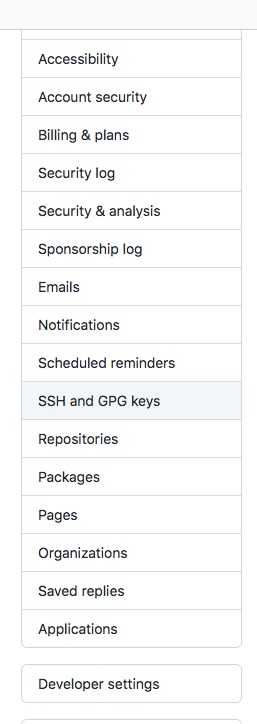 Accessibility
Account security
Billing & plans
Security log
Security & analysis
Sponsorship log
Emails
Notifications
Scheduled reminders
SSH and GPG keys
Repositories
Packages
Pages
Organizations
Saved replies
Applications
Developer settings